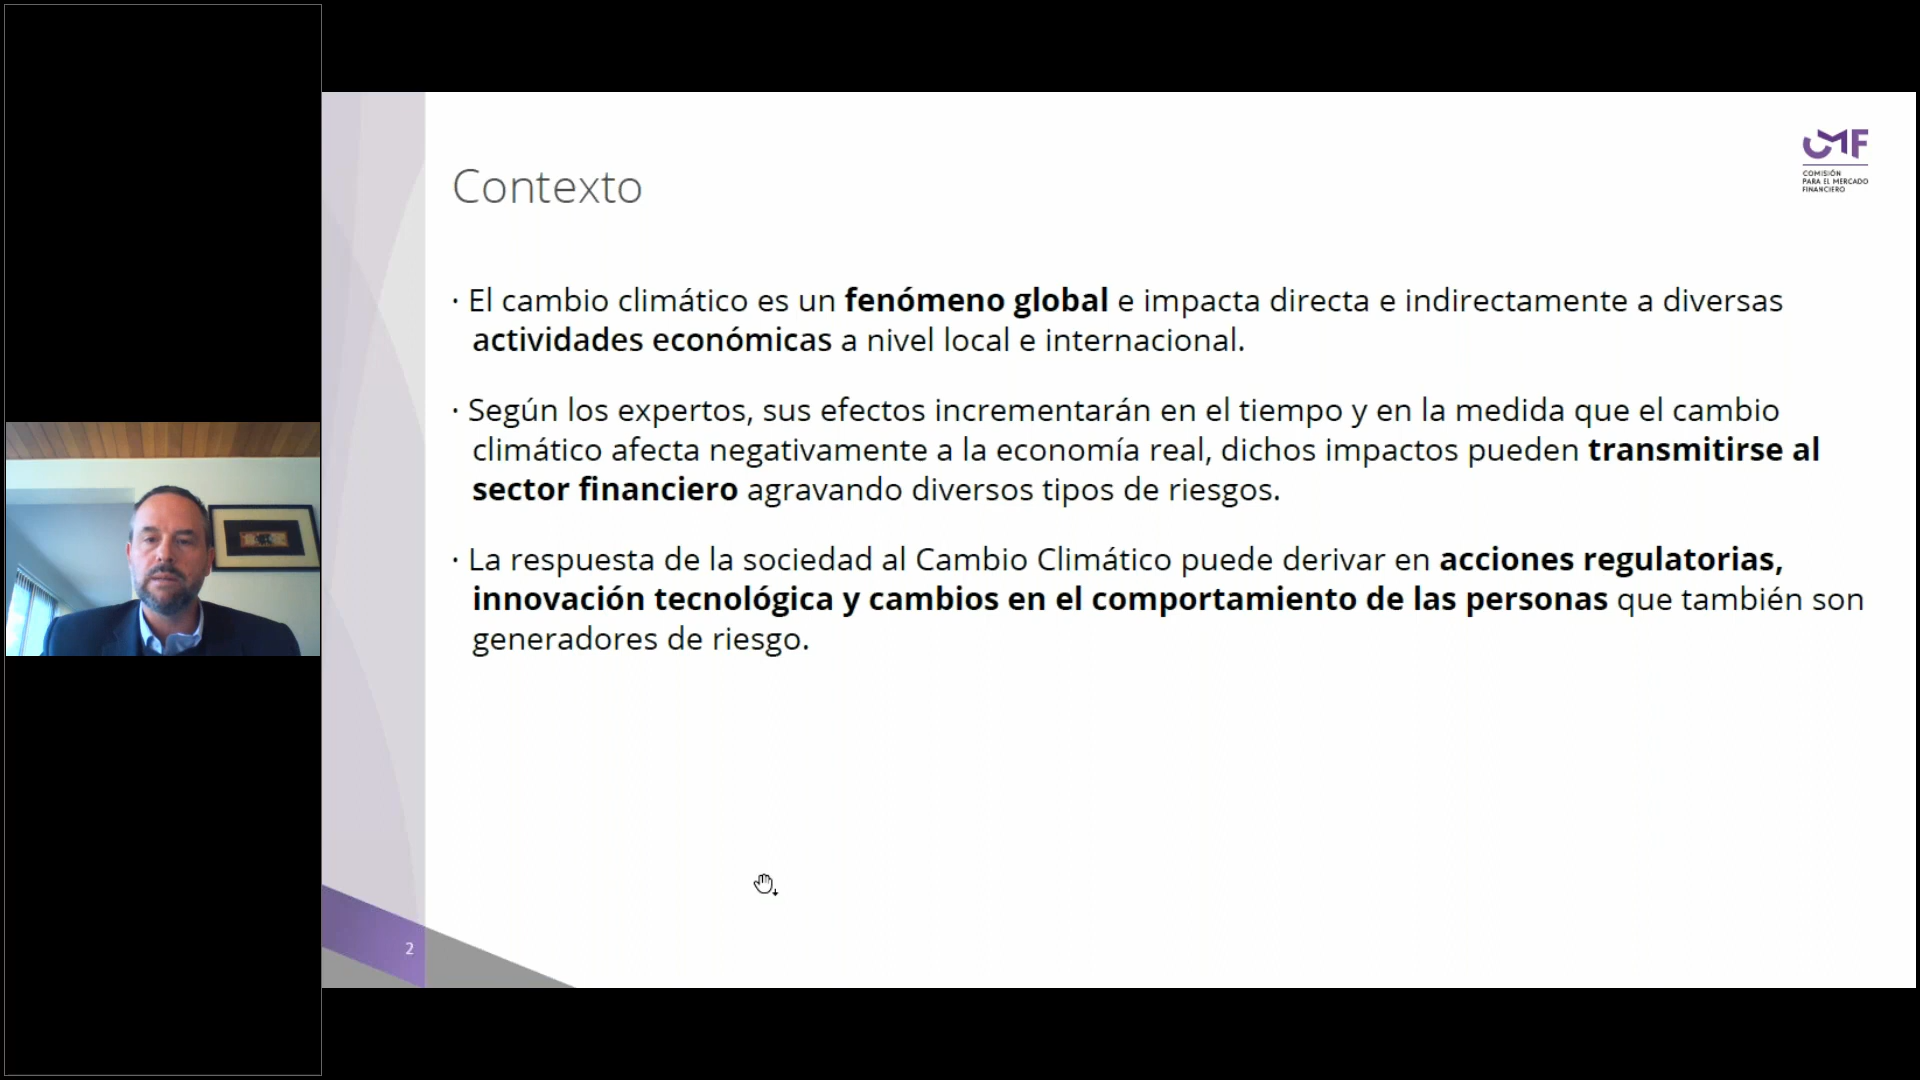 CMF
COMISIÓN
PARA EL MERCADO
FINANCIERO
Contexto
· El cambio climático es un fenómeno global e impacta directa e indirectamente a diversas
actividades económicas a nivel local e internacional.
· Según los expertos, sus efectos incrementarán en el tiempo y en la medida que el cambio
climático afecta negativamente a la economía real, dichos impactos pueden transmitirse al
sector financiero agravando diversos tipos de riesgos.
· La respuesta de la sociedad al Cambio Climático puede derivar en acciones regulatorias,
innovación tecnológica y cambios en el comportamiento de las personas que también son
generadores de riesgo.
2